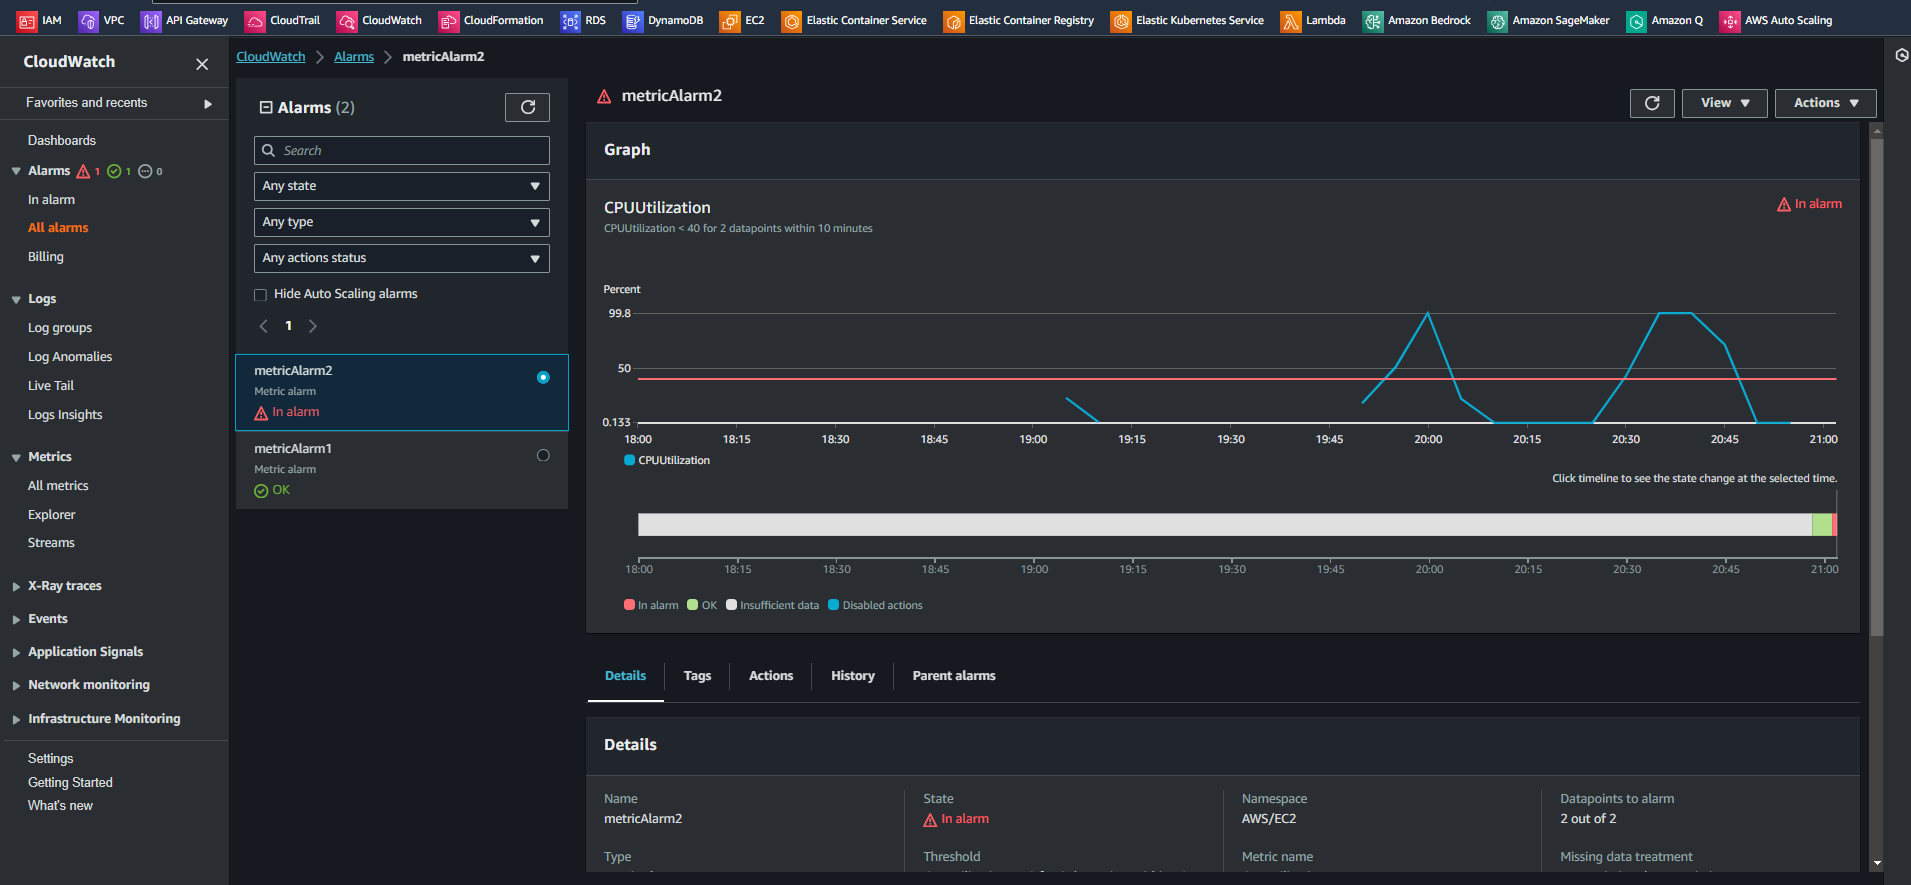 IAM VPC API Gateway CloudTrail CloudWatch CloudFormation RDS DynamoDB EC2 Elastic Container Service Elastic Container Registry Elastic Kubernetes Service Lambda Amazon Bedrock Amazon SageMaker Amazon Q AWS Auto Scaling
CloudWatch
Favorites and recents
Dashboards
Alarms 1 1 0
In alarm
All alarms
Billing
Logs
Log groups
Log Anomalies
Live Tail
Logs Insights
Metrics
All metrics
Explorer
Streams
X-Ray traces
Events
Application Signals
Network monitoring
Infrastructure Monitoring
Settings
Getting Started
What's new
CloudWatch Alarms metricAlarm2
Alarms (2)
Search
Any state
Any type
Any actions status
Hide Auto Scaling alarms
1
metricAlarm2
Metric alarm
In alarm
metricAlarm1
Metric alarm
OK
metricAlarm2
View Actions
Graph
CPUUtilization
In alarm
CPUUtilization < 40 for 2 datapoints within 10 minutes
Percent
99.8
50
0.133
18:00 18:15 18:30 18:45 19:00 19:15 19:30 19:45 20:00 20:15 20:30 20:45 21:00
CPUUtilization
Click timeline to see the state change at the selected time.
18:00 18:15 18:30 18:45 19:00 19:15 19:30 19:45 20:00 20:15 20:30 20:45 21:00
In alarm OK Insufficient data Disabled actions
Details Tags Actions History Parent alarms
Details
Name
metricAlarm2
Type
State
In alarm
Threshold
Namespace
AWS/EC2
Metric name
Datapoints to alarm
2 out of 2
Missing data treatment